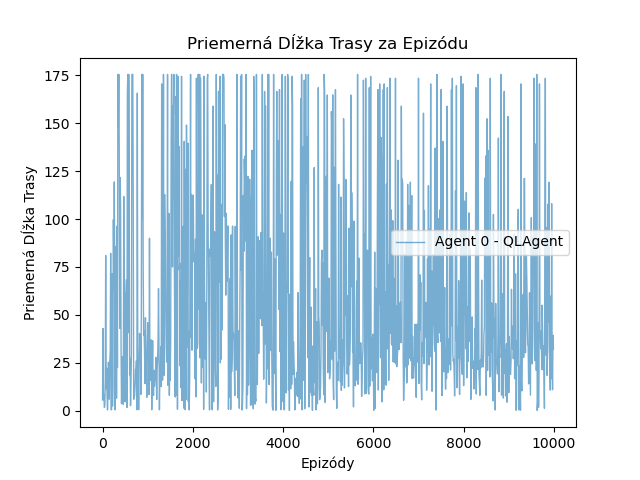 Priemerná Dĺžka Trasy za Epizódu
Priemerná Dĺžka Trasy
175
150
125
100
75
50
25
0
Agent 0 - QLAgent
0 2000 4000 6000 8000 10000
Epizódy